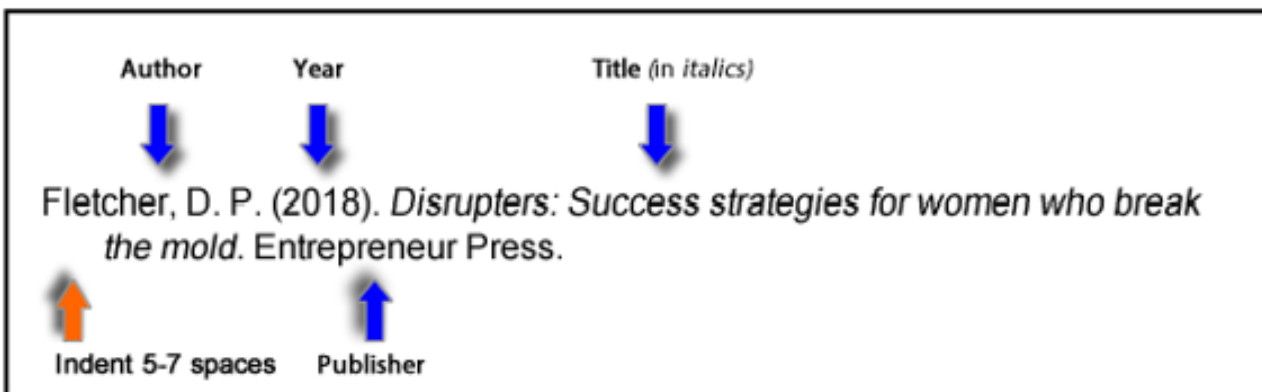 Author Year Title (in italics)
Fletcher, D. P. (2018). Disrupters: Success strategies for women who break
the mold. Entrepreneur Press.
Indent 5-7 spaces Publisher